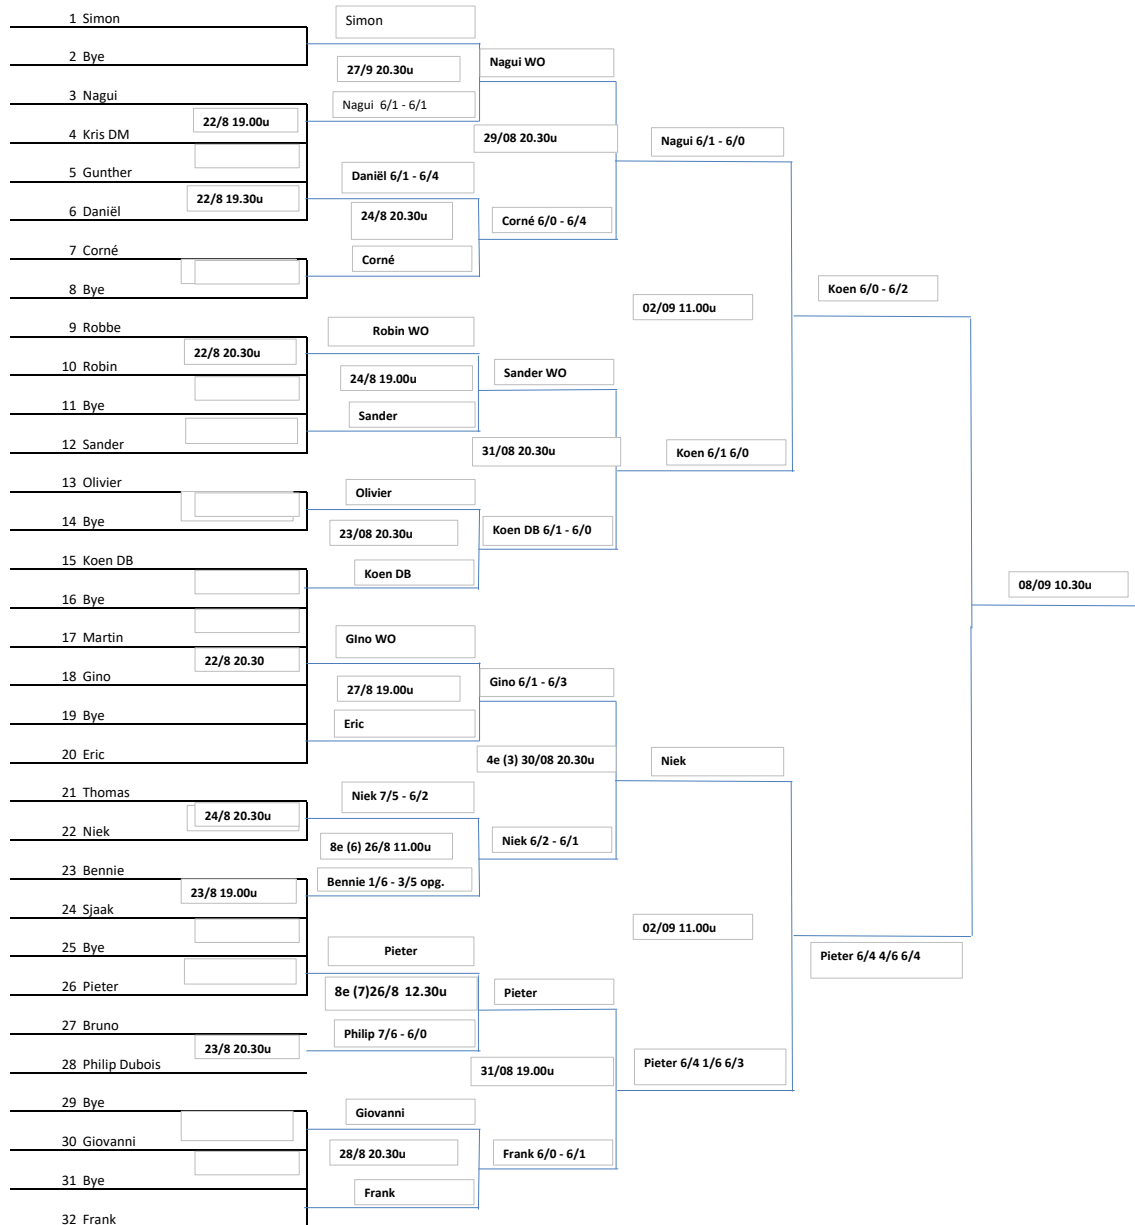 1 Simon
2 Bye
3 Nagui
4 Kris DM
5 Gunther
6 Daniël
7 Corné
8 Bye
9 Robbe
10 Robin
11 Bye
12 Sander
13 Olivier
14 Bye
15 Koen DB
16 Bye
17 Martin
18 Gino
19 Bye
20 Eric
21 Thomas
22 Niek
23 Bennie
24 Sjaak
25 Bye
26 Pieter
27 Bruno
28 Philip Dubois
29 Bye
30 Giovanni
31 Bye
32 Frank
22/8 19.00u
22/8 19.30u
22/8 20.30u
22/8 20.30
24/8 20.30u
23/8 19.00u
23/8 20.30u
Simon
27/9 20.30u
Nagui 6/1 - 6/1
Daniël 6/1 - 6/4
24/8 20.30u
Corné
Robin WO
24/8 19.00u
Sander
Olivier
23/08 20.30u
Koen DB
GIno WO
27/8 19.00u
Eric
Niek 7/5 - 6/2
8e (6) 26/8 11.00u
Bennie 1/6 - 3/5 opg.
Pieter
8e (7)26/8 12.30u
Philip 7/6 - 6/0
Giovanni
28/8 20.30u
Frank
Nagui WO
29/08 20.30u
Corné 6/0 - 6/4
Sander WO
31/08 20.30u
Koen DB 6/1 - 6/0
Gino 6/1 - 6/3
4e (3) 30/08 20.30u
Niek 6/2 - 6/1
Pieter
31/08 19.00u
Frank 6/0 - 6/1
Nagui 6/1 - 6/0
02/09 11.00u
Koen 6/1 6/0
Niek
02/09 11.00u
Pieter 6/4 1/6 6/3
Koen 6/0 - 6/2
Pieter 6/4 4/6 6/4
08/09 10.30u